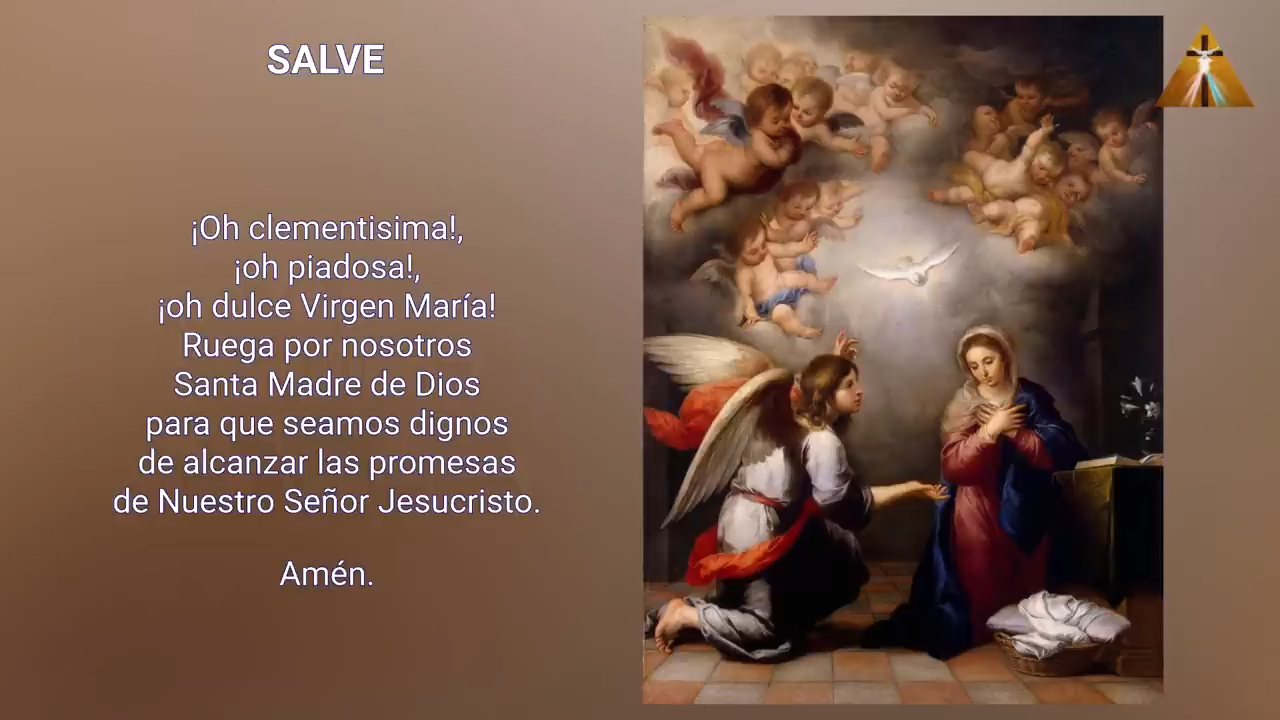 SALVE
¡Oh clementisima!,
¡oh piadosa!,
¡oh dulce Virgen María!
Ruega por nosotros
Santa Madre de Dios
para que seamos dignos
de alcanzar las promesas
de Nuestro Señor Jesucristo.
Amén.